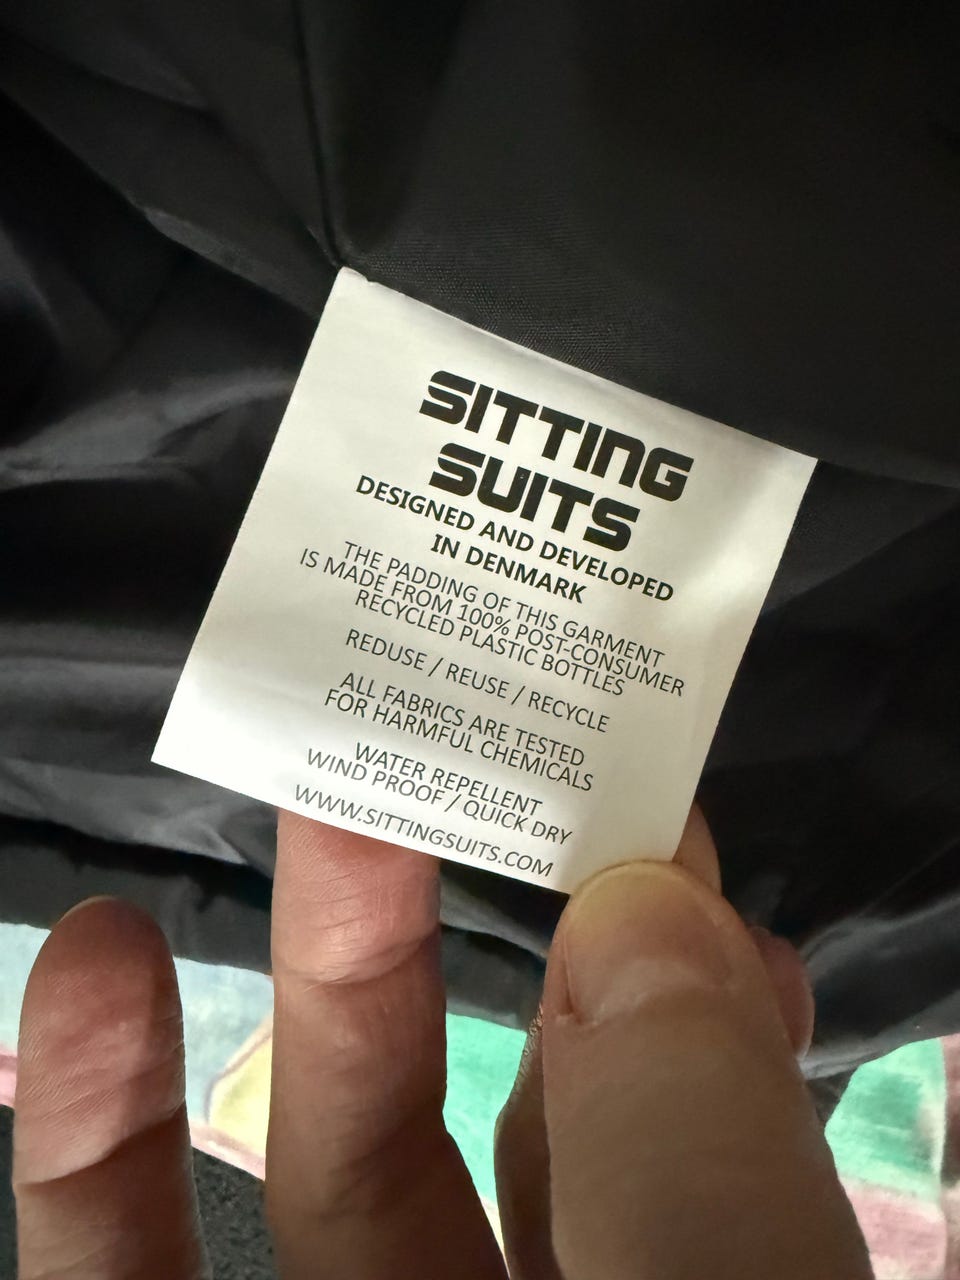 SITTING
SUITS
DESIGNED AND DEVELOPED
IN DENMARK
THE PADDING OF THIS GARMENT
IS MADE FROM 100% POST-CONSUMER
RECYCLED PLASTIC BOTTLES
REDUSE / REUSE / RECYCLE
ALL FABRICS ARE TESTED
FOR HARMFUL CHEMICALS
WATER REPELLENT
WIND PROOF / QUICK DRY
WWW.SITTINGSUITS.COM